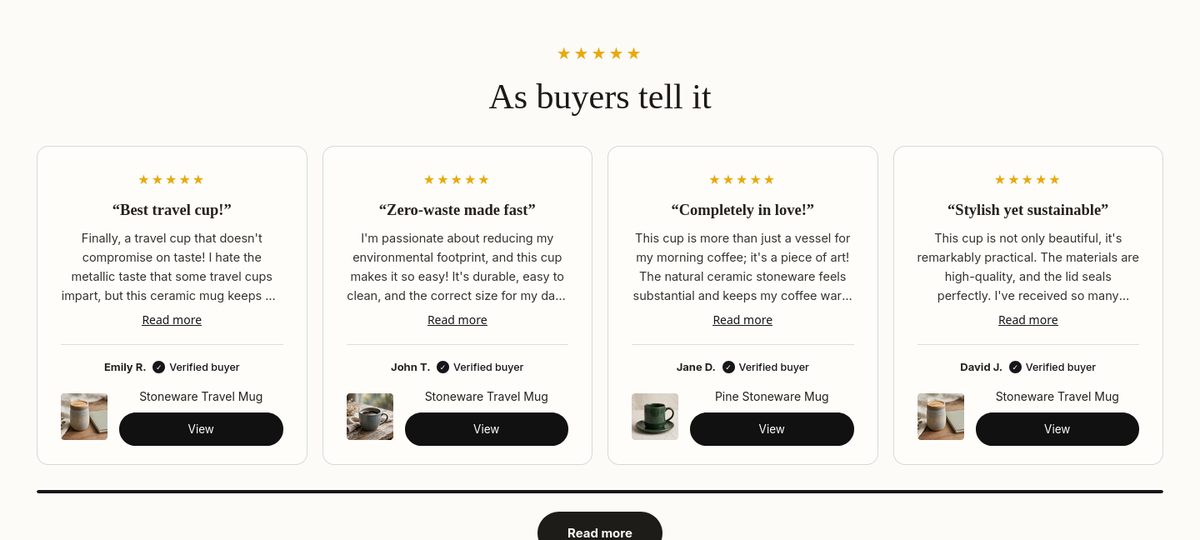 ★★★★★
As buyers tell it
★★★★★
“Best travel cup!”
Finally, a travel cup that doesn't
compromise on taste! I hate the
metallic taste that some travel cups
impart, but this ceramic mug keeps ...
Read more
Emily R. ✓ Verified buyer
Stoneware Travel Mug
View
★★★★★
“Zero-waste made fast”
I'm passionate about reducing my
environmental footprint, and this cup
makes it so easy! It's durable, easy to
clean, and the correct size for my da...
Read more
John T. ✓ Verified buyer
Stoneware Travel Mug
View
★★★★★
“Completely in love!”
This cup is more than just a vessel for
my morning coffee; it's a piece of art!
The natural ceramic stoneware feels
substantial and keeps my coffee war...
Read more
Jane D. ✓ Verified buyer
Pine Stoneware Mug
View
★★★★★
“Stylish yet sustainable”
This cup is not only beautiful, it's
remarkably practical. The materials are
high-quality, and the lid seals
perfectly. I've received so many...
Read more
David J. ✓ Verified buyer
Stoneware Travel Mug
View
Read more